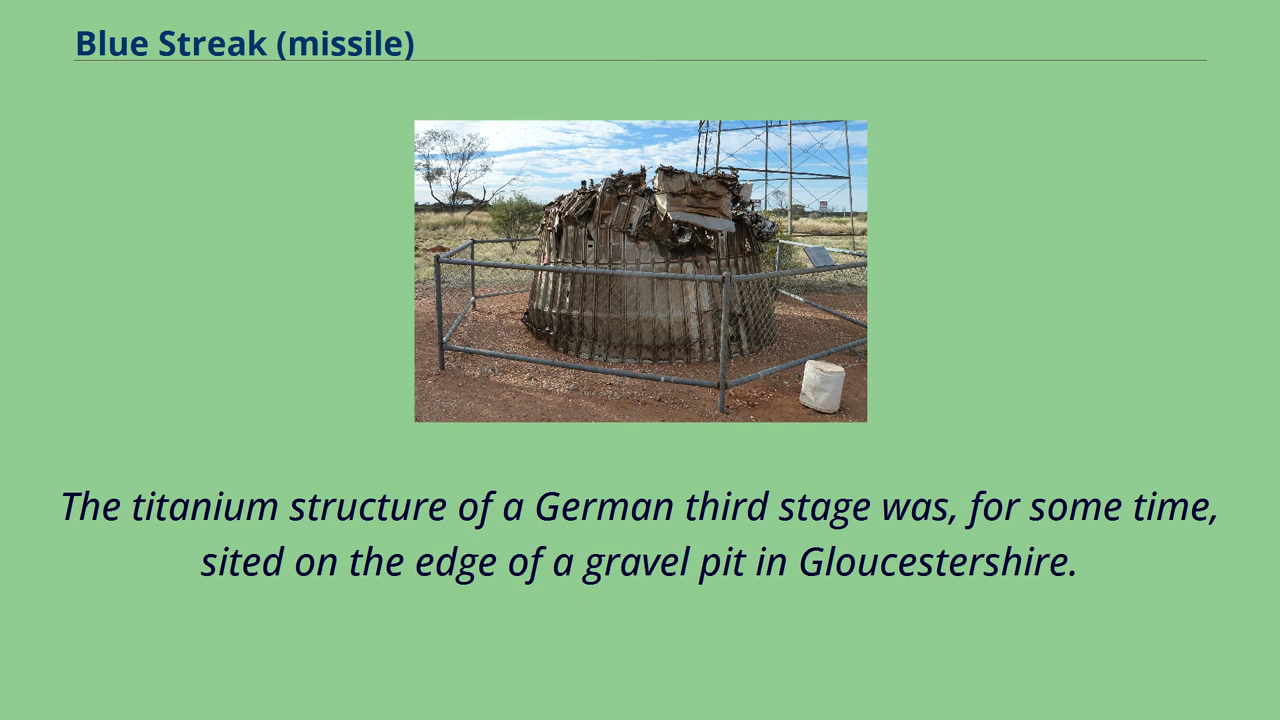 Blue Streak (missile)
The titanium structure of a German third stage was, for some time,
sited on the edge of a gravel pit in Gloucestershire.